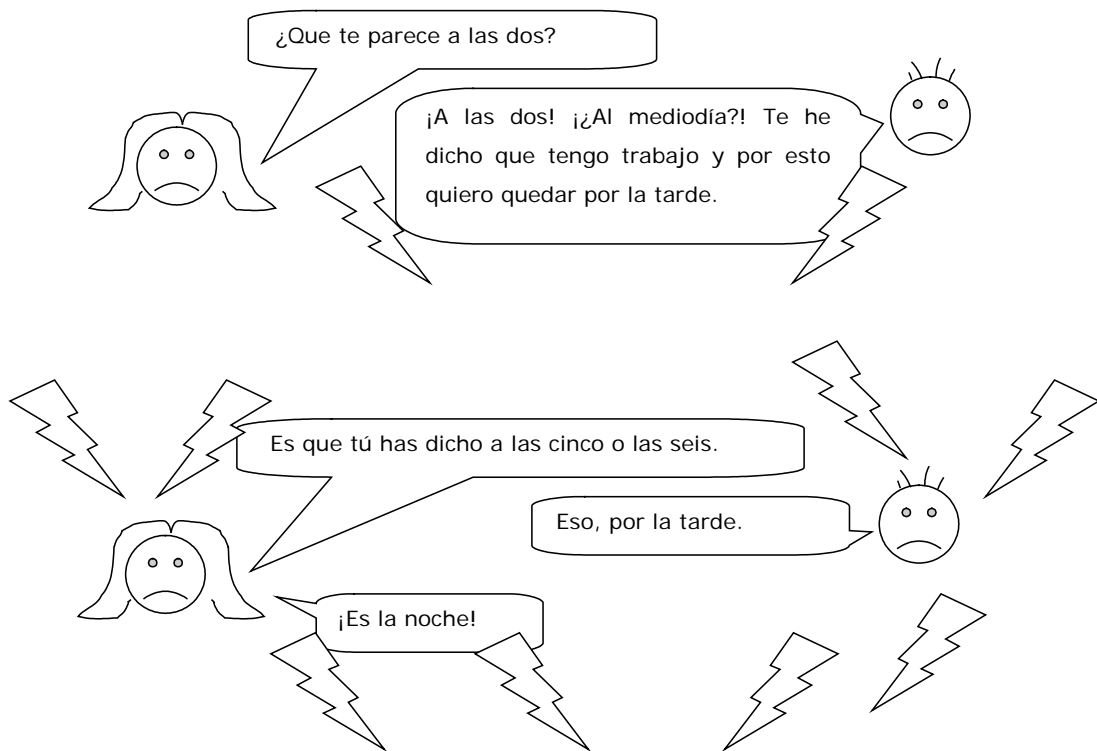 ¿Que te parece a las dos?
¡A las dos! ¡¿Al mediodía?! Te he
dicho que tengo trabajo y por esto
quiero quedar por la tarde.
Es que tú has dicho a las cinco o las seis.
Eso, por la tarde.
¡Es la noche!